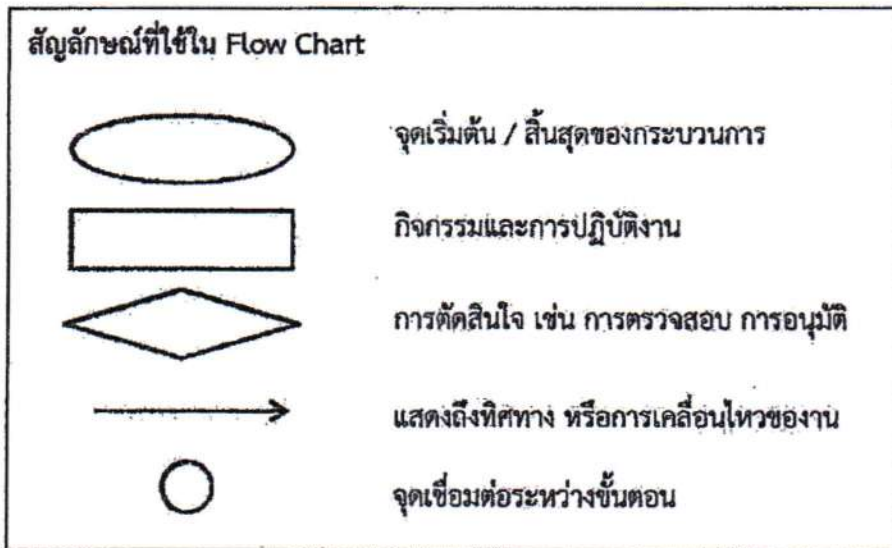 สัญลักษณ์ที่ใช้ใน Flow Chart
จุดเริ่มต้น / สิ้นสุดของกระบวนการ
กิจกรรมและการปฏิบัติงาน
การตัดสินใจ เช่น การตรวจสอบ การอนุมัติ
แสดงถึงทิศทาง หรือการเคลื่อนไหวของงาน
จุดเชื่อมต่อระหว่างขั้นตอน